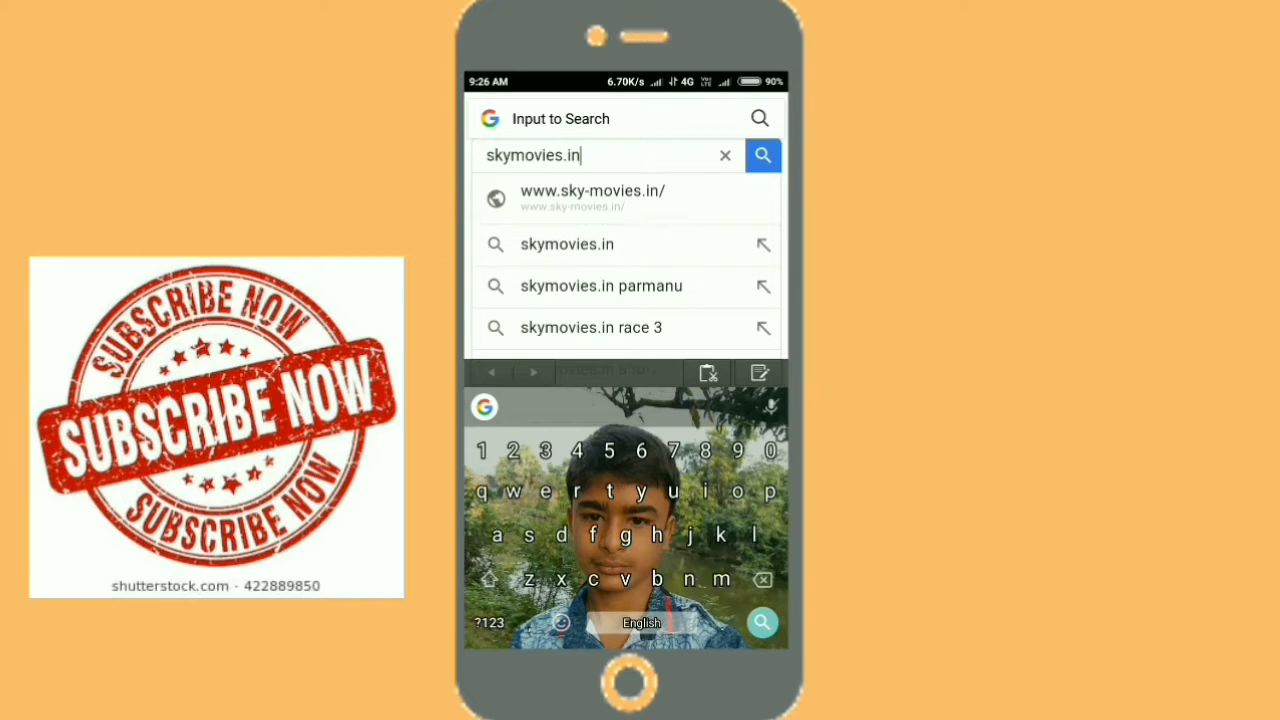 SUBSCRIBE NOW
SUBSCRIBE NOW
SUBSCRIBE NOW
shutterstock.com · 422889850
9:26 AM
6.70K/s 4G Vo LTE 90%
Input to Search
skymovies.in
www.sky-movies.in/
www.sky-movies.in/
skymovies.in
skymovies.in parmanu
skymovies.in race 3
1 2 3 4 5 6 7 8 9 0
q w e r t y u i o p
a s d f g h j k l
z x c v b n m
?123 , English .